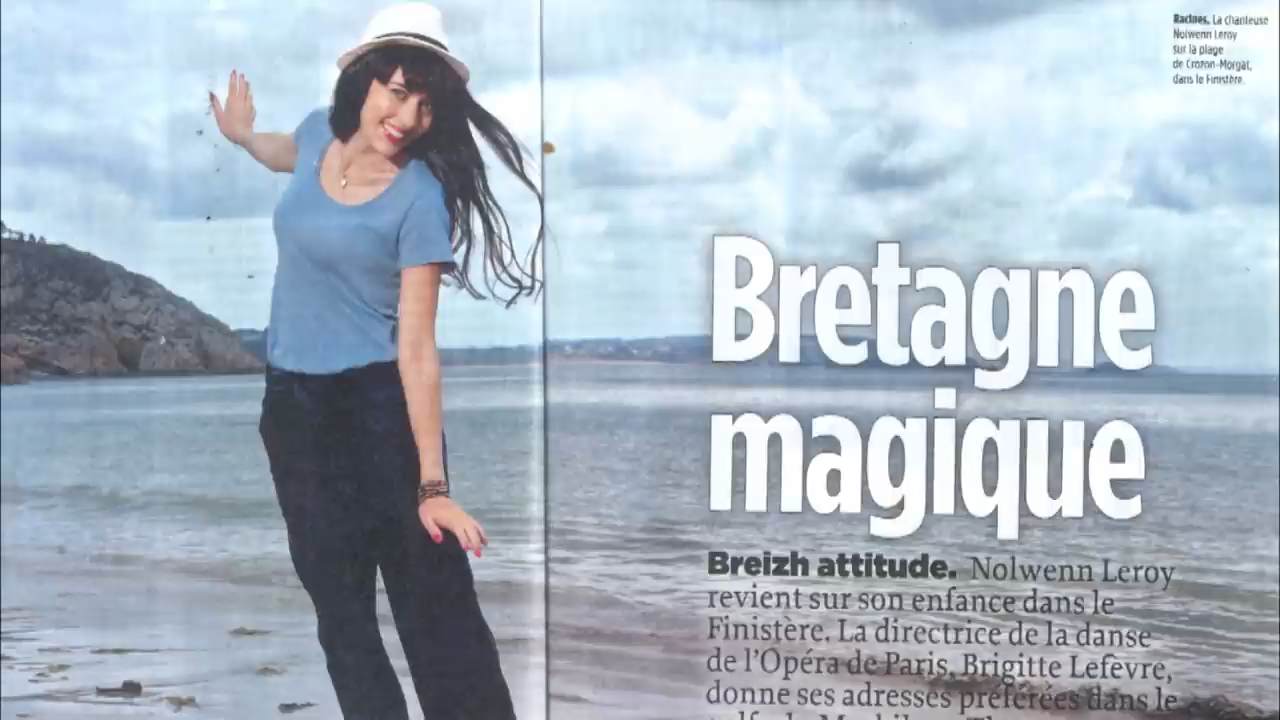 Racines. La chanteuse
Nolwenn Leroy
sur la plage
de Crozon-Morgat,
dans le Finistère.
Bretagne
magique
Breizh attitude. Nolwenn Leroy
revient sur son enfance dans le
Finistère. La directrice de la danse
de l'Opéra de Paris, Brigitte Lefèvre,
donne ses adresses préférées dans le